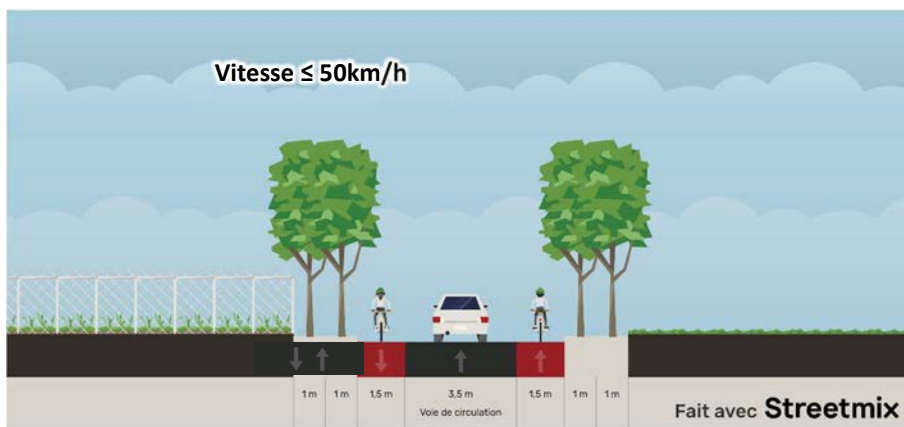 Vitesse ≤ 50km/h
1 m 1 m 1,5 m 3,5 m 1,5 m 1 m 1 m
Voie de circulation
Fait avec Streetmix